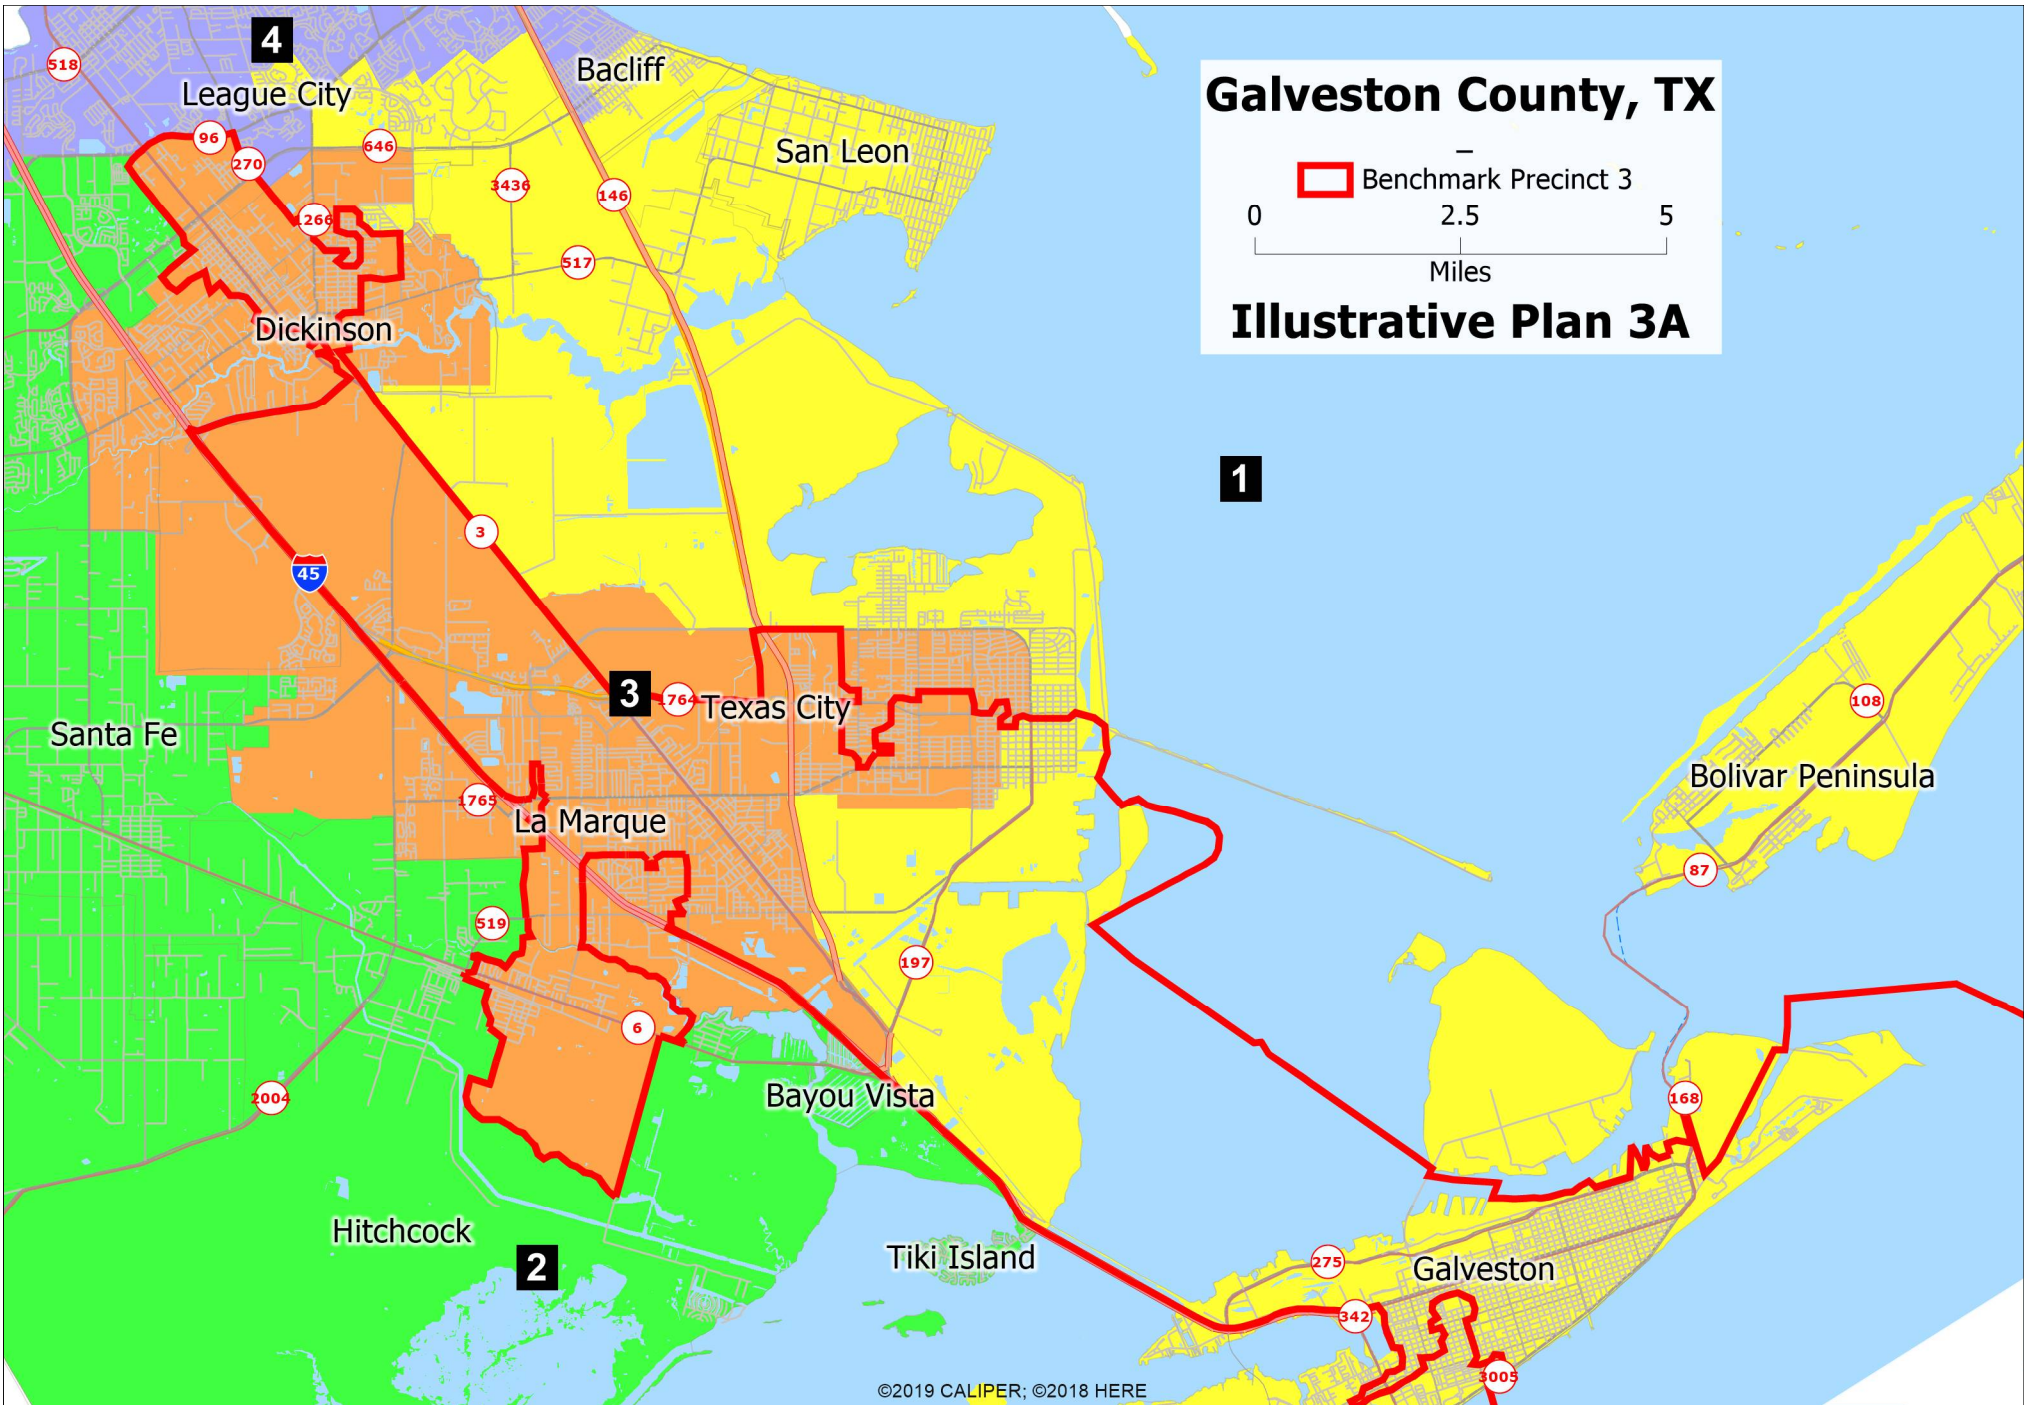 4
518
League City
Bacliff
96
270
646
San Leon
3436
146
1266
517
Dickinson
Galveston County, TX
–
Benchmark Precinct 3
0 2.5 5
Miles
Illustrative Plan 3A
1
3
45
3
1764
Texas City
Santa Fe
108
Bolivar Peninsula
1765
La Marque
87
519
197
6
2004
Bayou Vista
168
Hitchcock
2
Tiki Island
275
Galveston
342
3005
©2019 CALIPER; ©2018 HERE